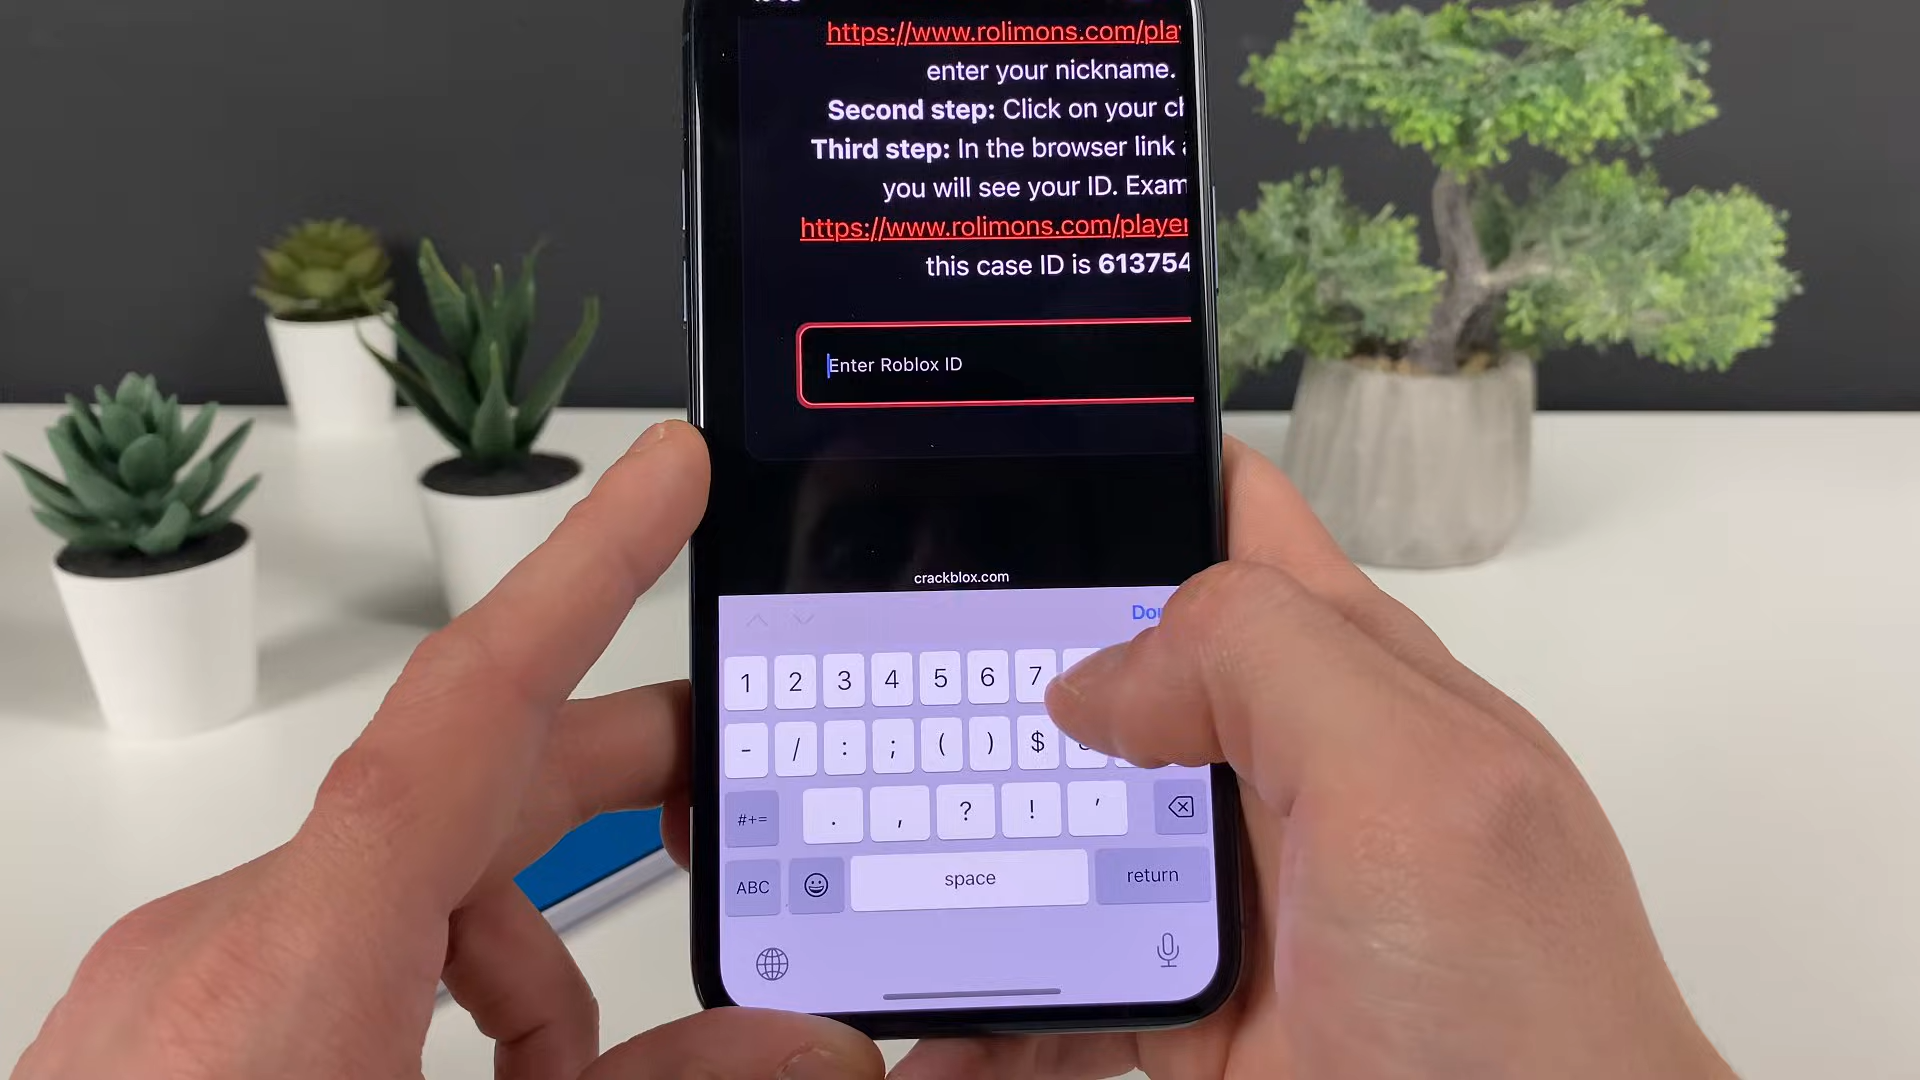 https://www.rolimons.com/pla
enter your nickname.
Second step: Click on your
Third step: In the browser link
you will see your ID. Exam
https://www.rolimons.com/player
this case ID is 613754
Enter Roblox ID
crackblox.com
1 2 3 4 5 6 7
- / : ; ( ) $
#+= . , ? ! '
ABC space return